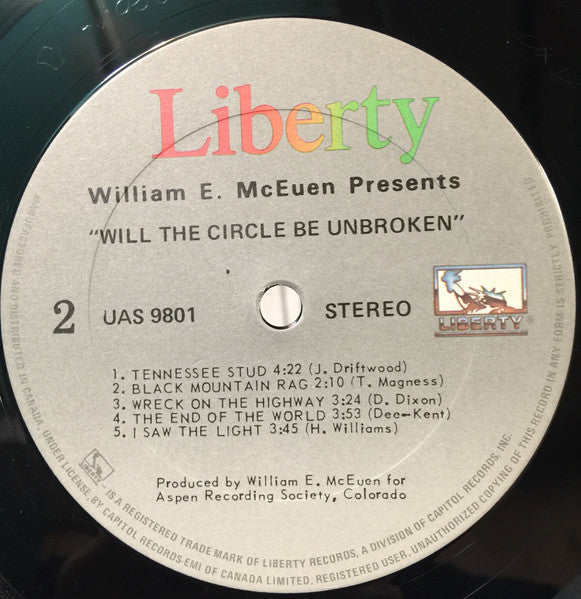 Liberty
William E. McEuen Presents
"WILL THE CIRCLE BE UNBROKEN"
2
UAS 9801
STEREO
LIBERTY®
1. TENNESSEE STUD 4:22 (J. Driftwood)
2. BLACK MOUNTAIN RAG 2:10 (T. Magness)
3. WRECK ON THE HIGHWAY 3:24 (D. Dixon)
4. THE END OF THE WORLD 3:53 (Dee-Kent)
5. I SAW THE LIGHT 3:45 (H. Williams)
Produced by William E. McEuen for
Aspen Recording Society, Colorado
LIBERTY - IS A REGISTERED TRADE MARK OF LIBERTY RECORDS, A DIVISION OF CAPITOL RECORDS, INC.
MANUFACTURED AND DISTRIBUTED IN CANADA, UNDER LICENSE, BY CAPITOL RECORDS-EMI OF CANADA LIMITED, REGISTERED USER. UNAUTHORIZED COPYING OF THIS RECORD IN ANY FORM IS STRICTLY PROHIBITED.